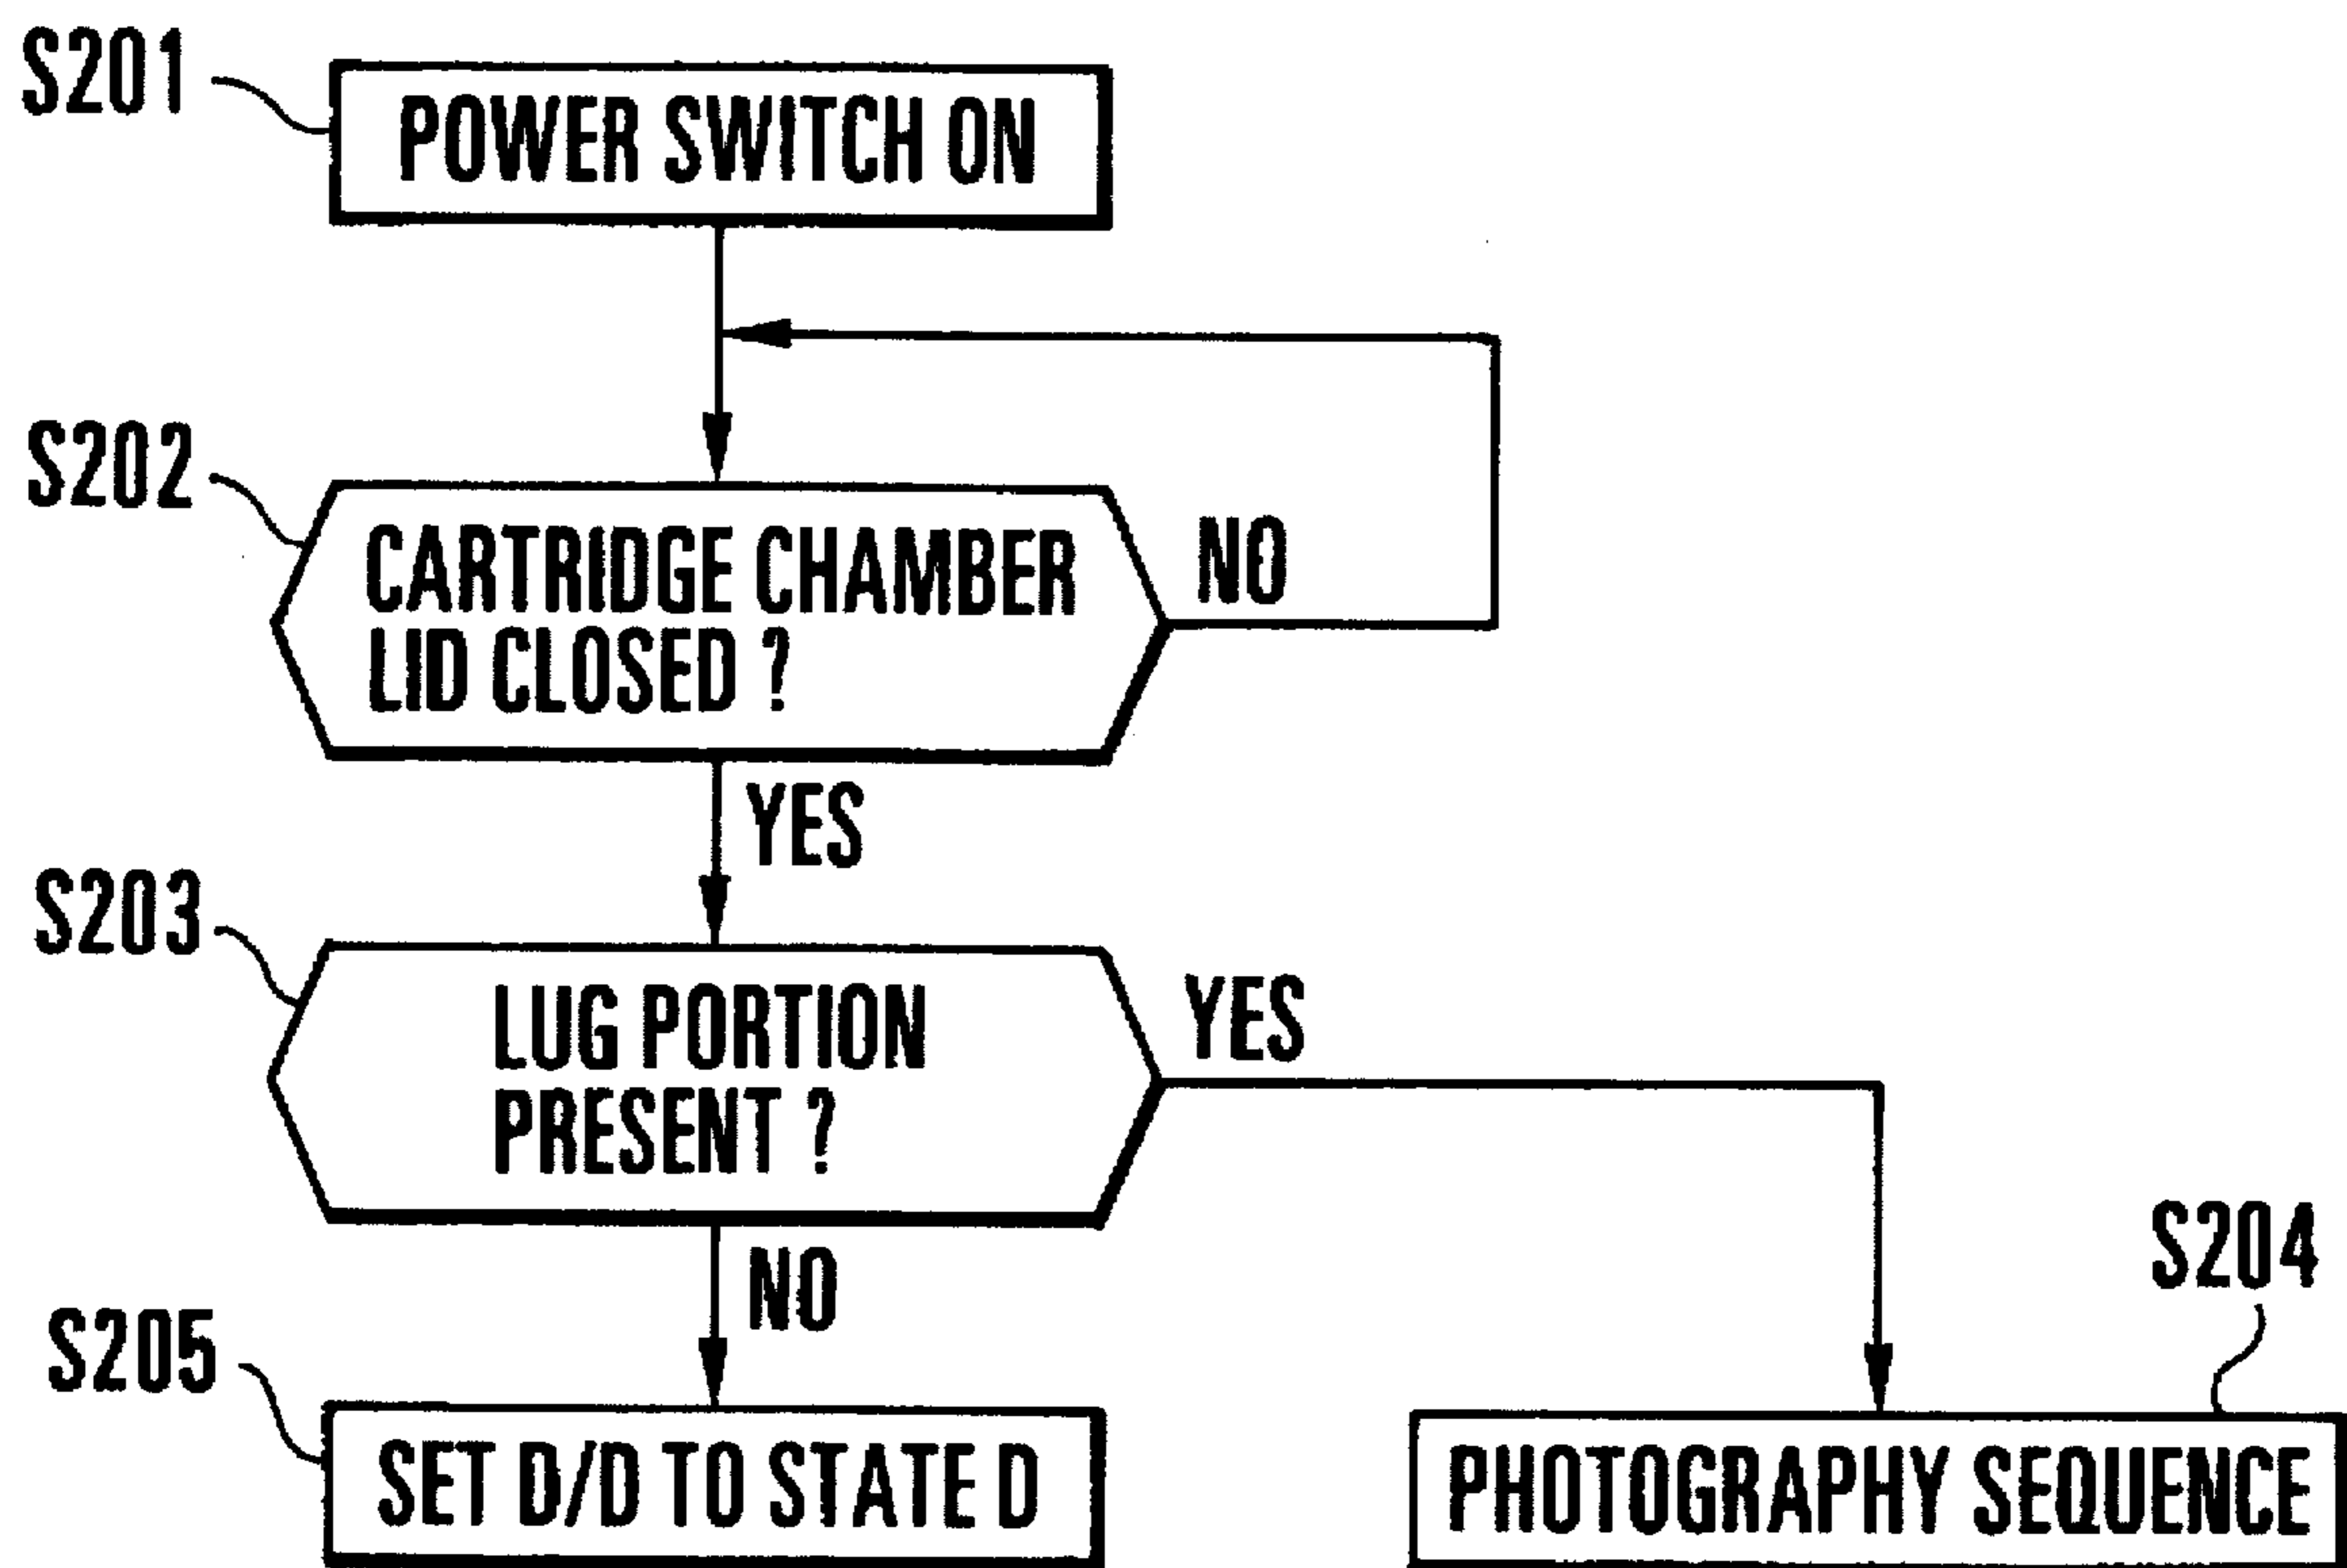 S201
POWER SWITCH ON
S202
CARTRIDGE CHAMBER
LID CLOSED ?
NO
YES
S203
LUG PORTION
PRESENT ?
YES
NO
S204
S205
SET D/D TO STATE D
PHOTOGRAPHY SEQUENCE